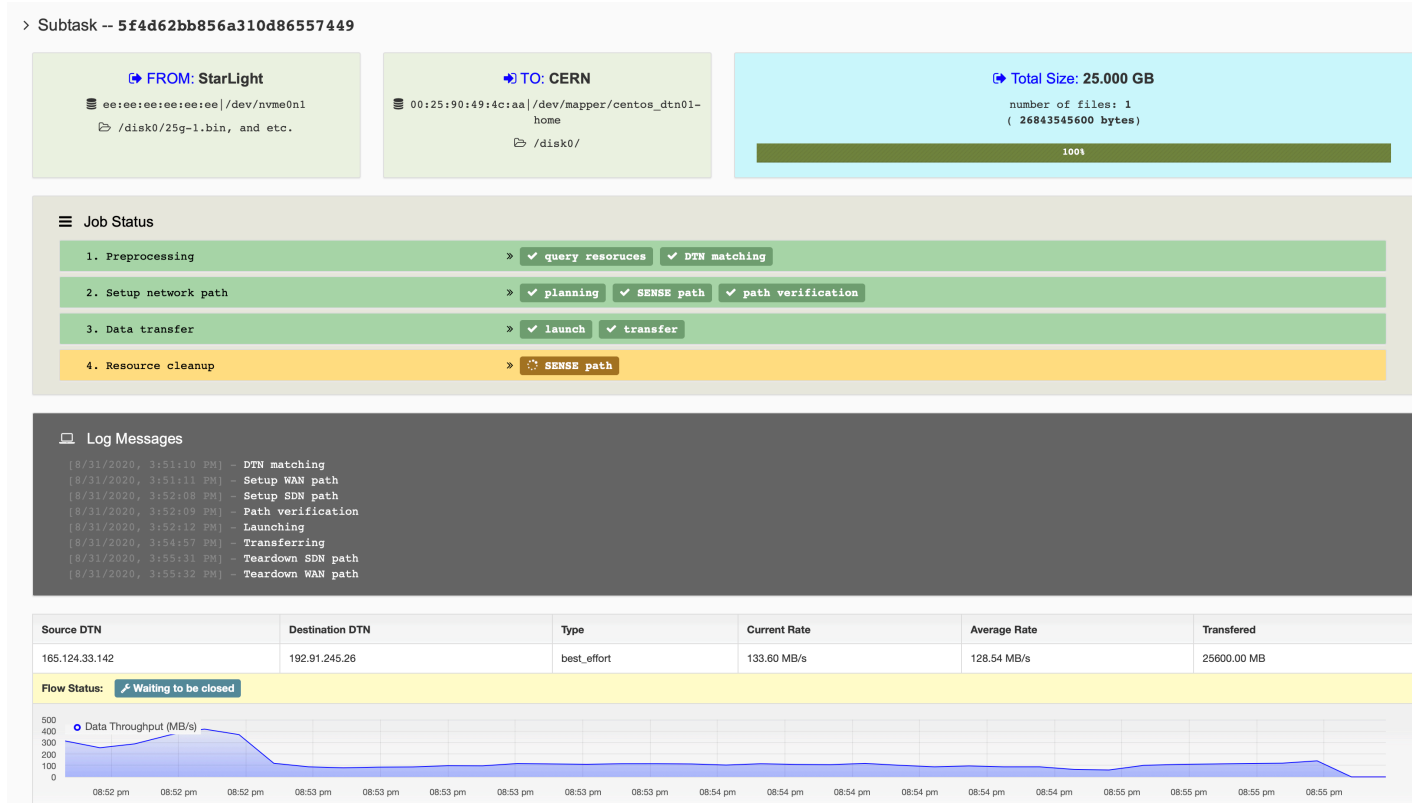 Subtask -- 5f4d62bb856a310d86557449
FROM: StarLight
ee:ee:ee:ee:ee:ee|/dev/nvme0n1
/disk0/25g-1.bin, and etc.
TO: CERN
00:25:90:49:4c:aa|/dev/mapper/centos_dtn01-
home
/disk0/
Total Size: 25.000 GB
number of files: 1
( 26843545600 bytes)
100%
Job Status
1. Preprocessing » query resoruces DTN matching
2. Setup network path » planning SENSE path path verification
3. Data transfer » launch transfer
4. Resource cleanup » SENSE path
Log Messages
[8/31/2020, 3:51:10 PM] - DTN matching
[8/31/2020, 3:51:11 PM] - Setup WAN path
[8/31/2020, 3:52:08 PM] - Setup SDN path
[8/31/2020, 3:52:09 PM] - Path verification
[8/31/2020, 3:52:12 PM] - Launching
[8/31/2020, 3:54:57 PM] - Transferring
[8/31/2020, 3:55:31 PM] - Teardown SDN path
[8/31/2020, 3:55:32 PM] - Teardown WAN path
Source DTN Destination DTN Type Current Rate Average Rate Transfered
165.124.33.142 192.91.245.26 best_effort 133.60 MB/s 128.54 MB/s 25600.00 MB
Flow Status: Waiting to be closed
Data Throughput (MB/s)
500
400
300
200
100
0
08:52 pm 08:52 pm 08:52 pm 08:53 pm 08:53 pm 08:53 pm 08:53 pm 08:53 pm 08:53 pm 08:54 pm 08:54 pm 08:54 pm 08:54 pm 08:54 pm 08:54 pm 08:55 pm 08:55 pm 08:55 pm 08:55 pm